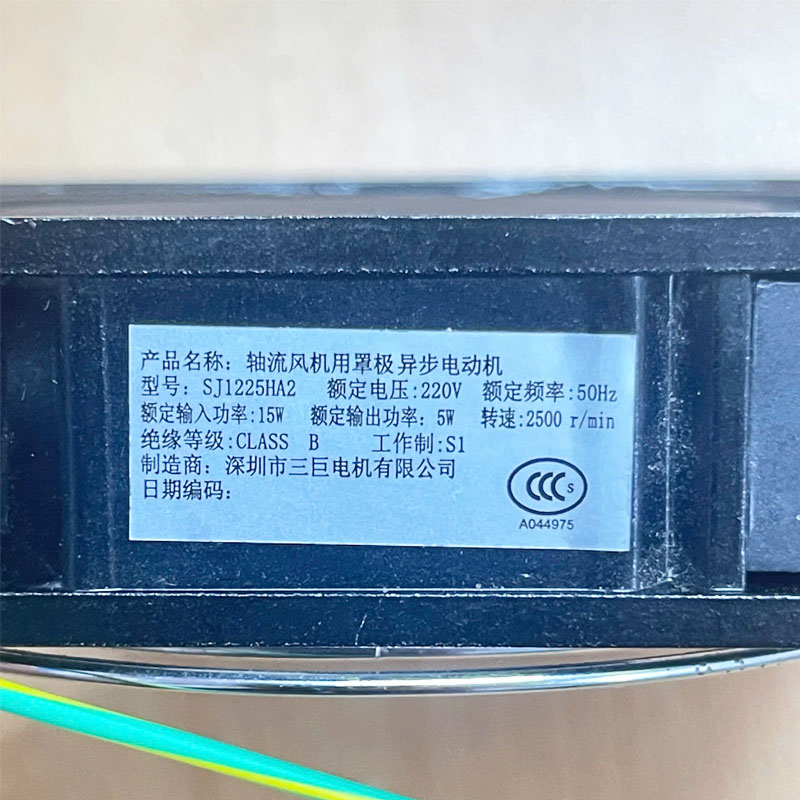 产品名称：轴流风机用罩极异步电动机
型号：SJ1225HA2 额定电压:220V 额定频率:50Hz
额定输入功率:15W 额定输出功率：5W 转速:2500 r/min
绝缘等级:CLASS B 工作制:S1
制造商：深圳市三巨电机有限公司
日期编码：
CCC S
A044975